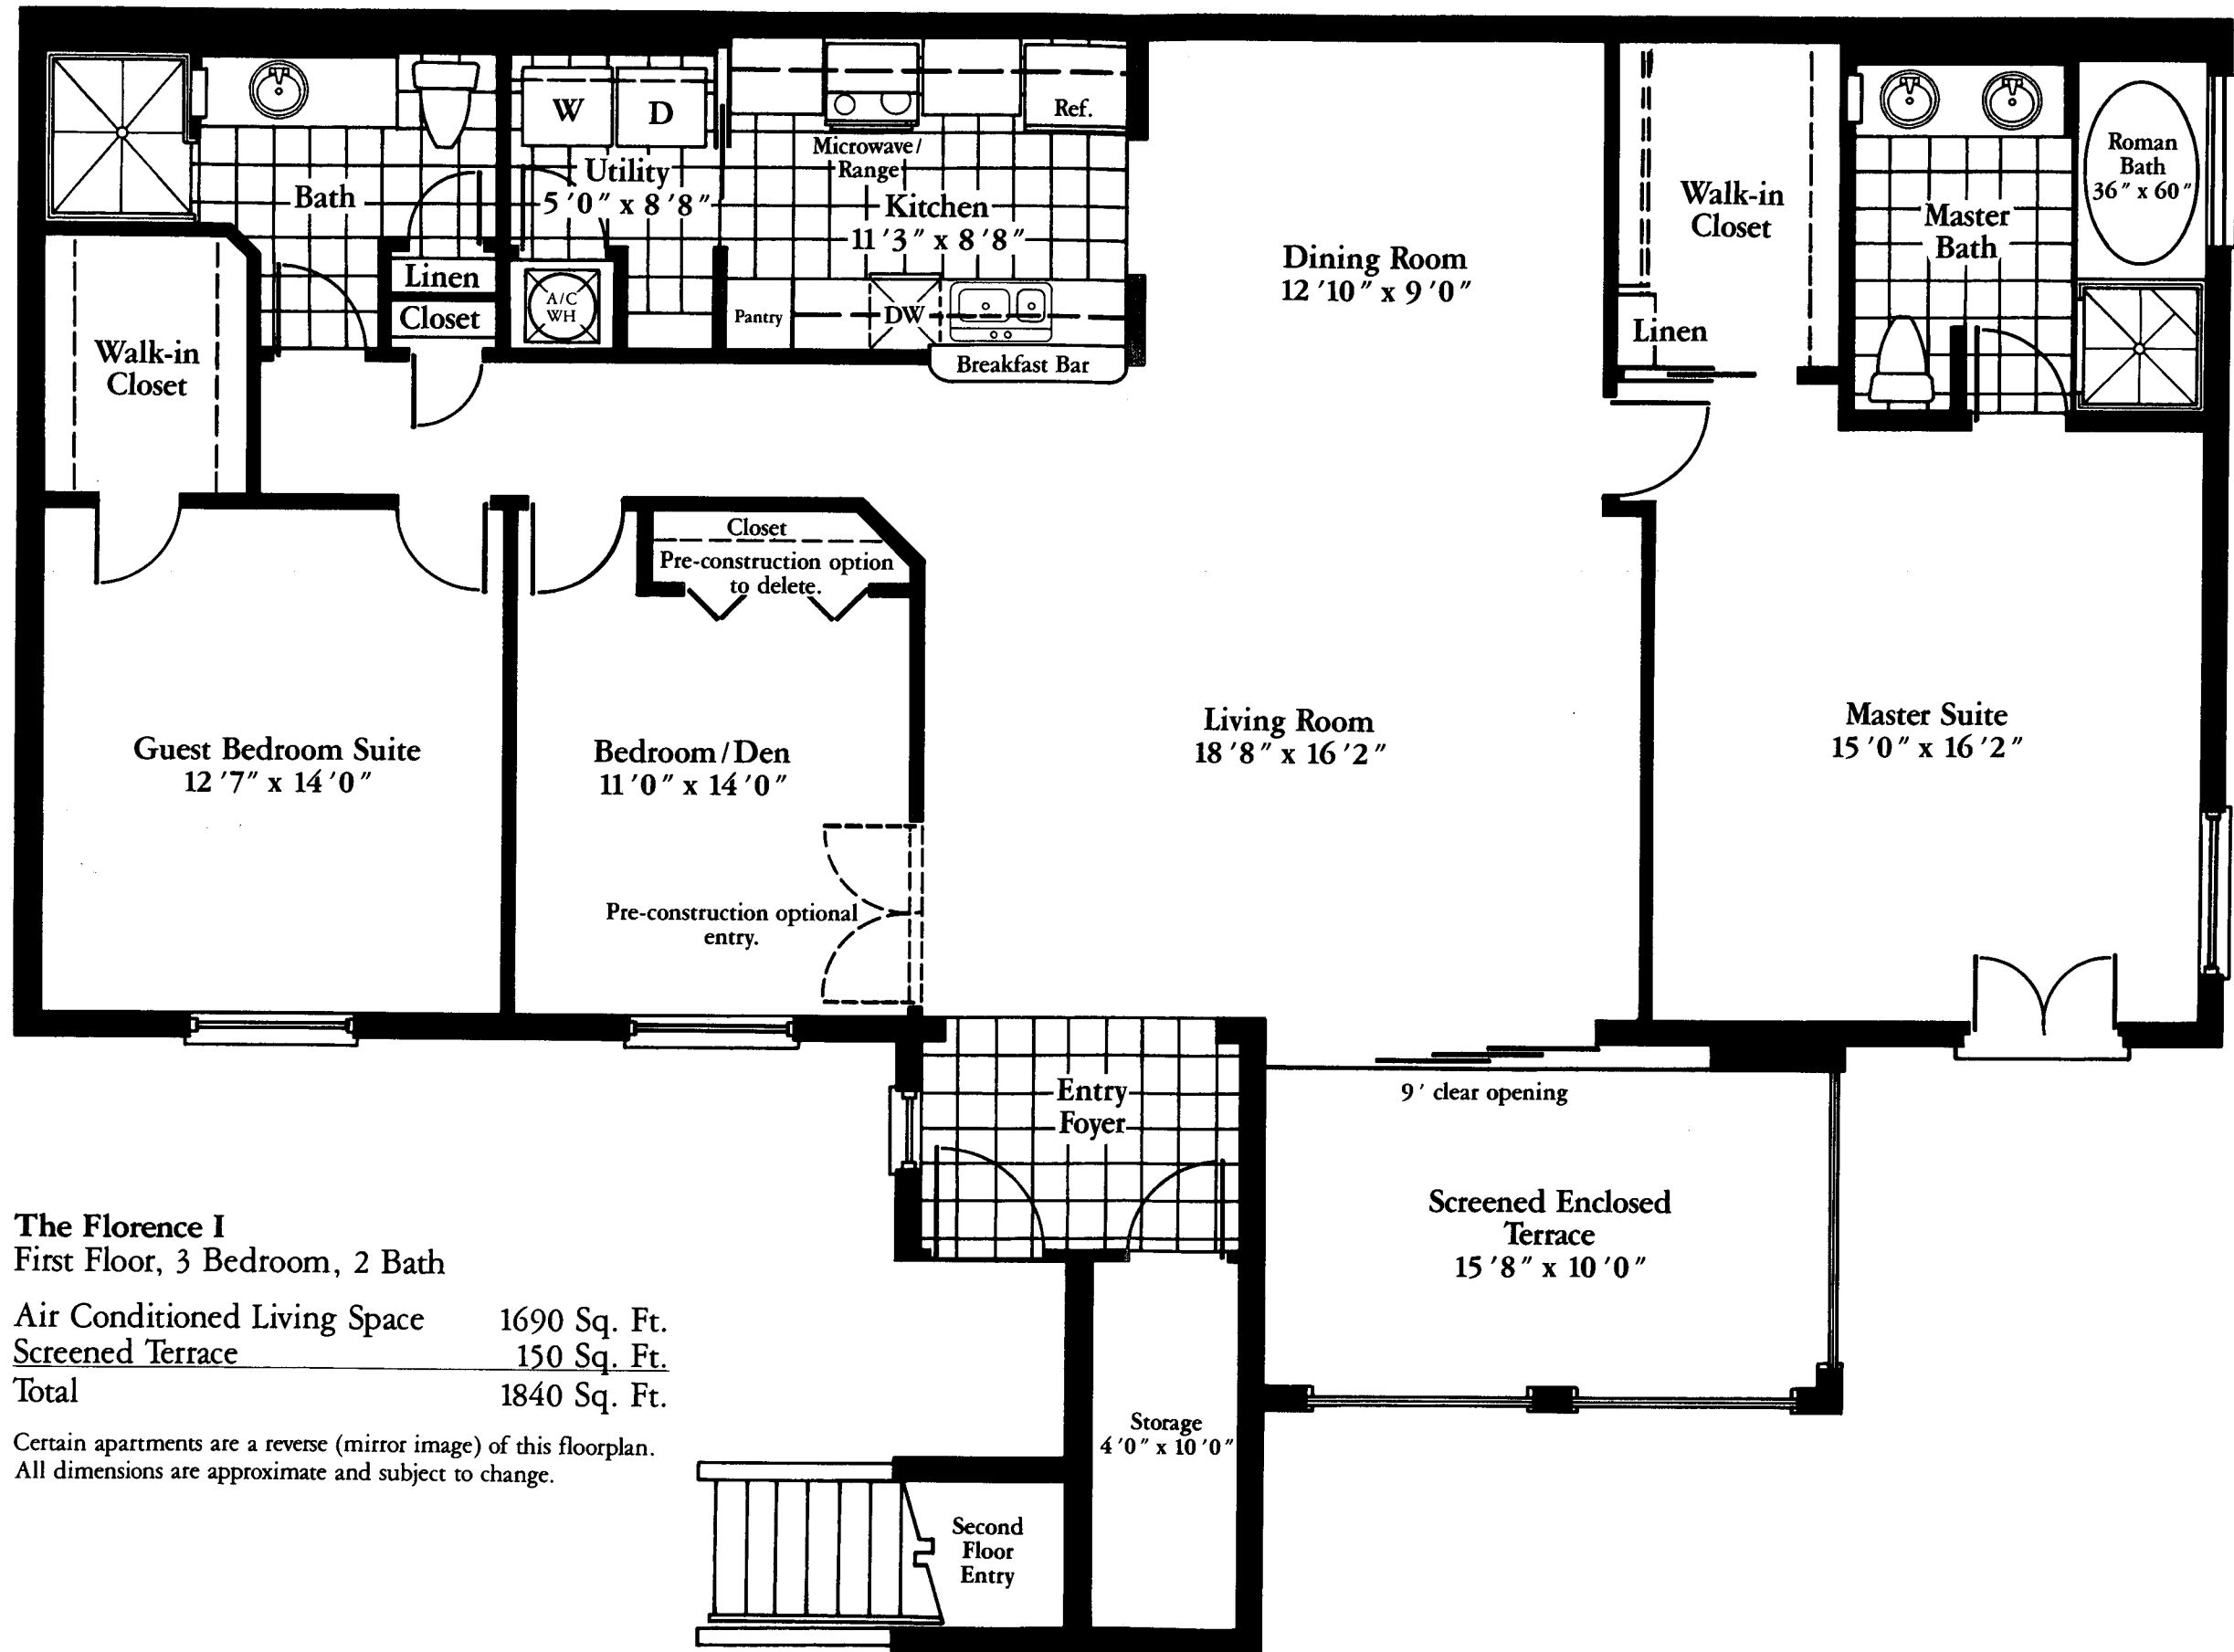 W
D
Ref.
Microwave/
Range
Utility
5'0" x 8'8"
Kitchen
11'3" x 8'8"
Bath
Linen
Closet
A/C
WH
Pantry
DW
Breakfast Bar
Walk-in
Closet
Dining Room
12'10" x 9'0"
Walk-in
Closet
Linen
Master
Bath
Roman
Bath
36" x 60"
Closet
Pre-construction option
to delete.
Guest Bedroom Suite
12'7" x 14'0"
Bedroom/Den
11'0" x 14'0"
Pre-construction optional
entry.
Living Room
18'8" x 16'2"
Master Suite
15'0" x 16'2"
Entry
Foyer
9' clear opening
Screened Enclosed
Terrace
15'8" x 10'0"
Storage
4'0" x 10'0"
Second
Floor
Entry
The Florence I
First Floor, 3 Bedroom, 2 Bath
Air Conditioned Living Space 1690 Sq. Ft.
Screened Terrace 150 Sq. Ft.
Total 1840 Sq. Ft.
Certain apartments are a reverse (mirror image) of this floorplan.
All dimensions are approximate and subject to change.